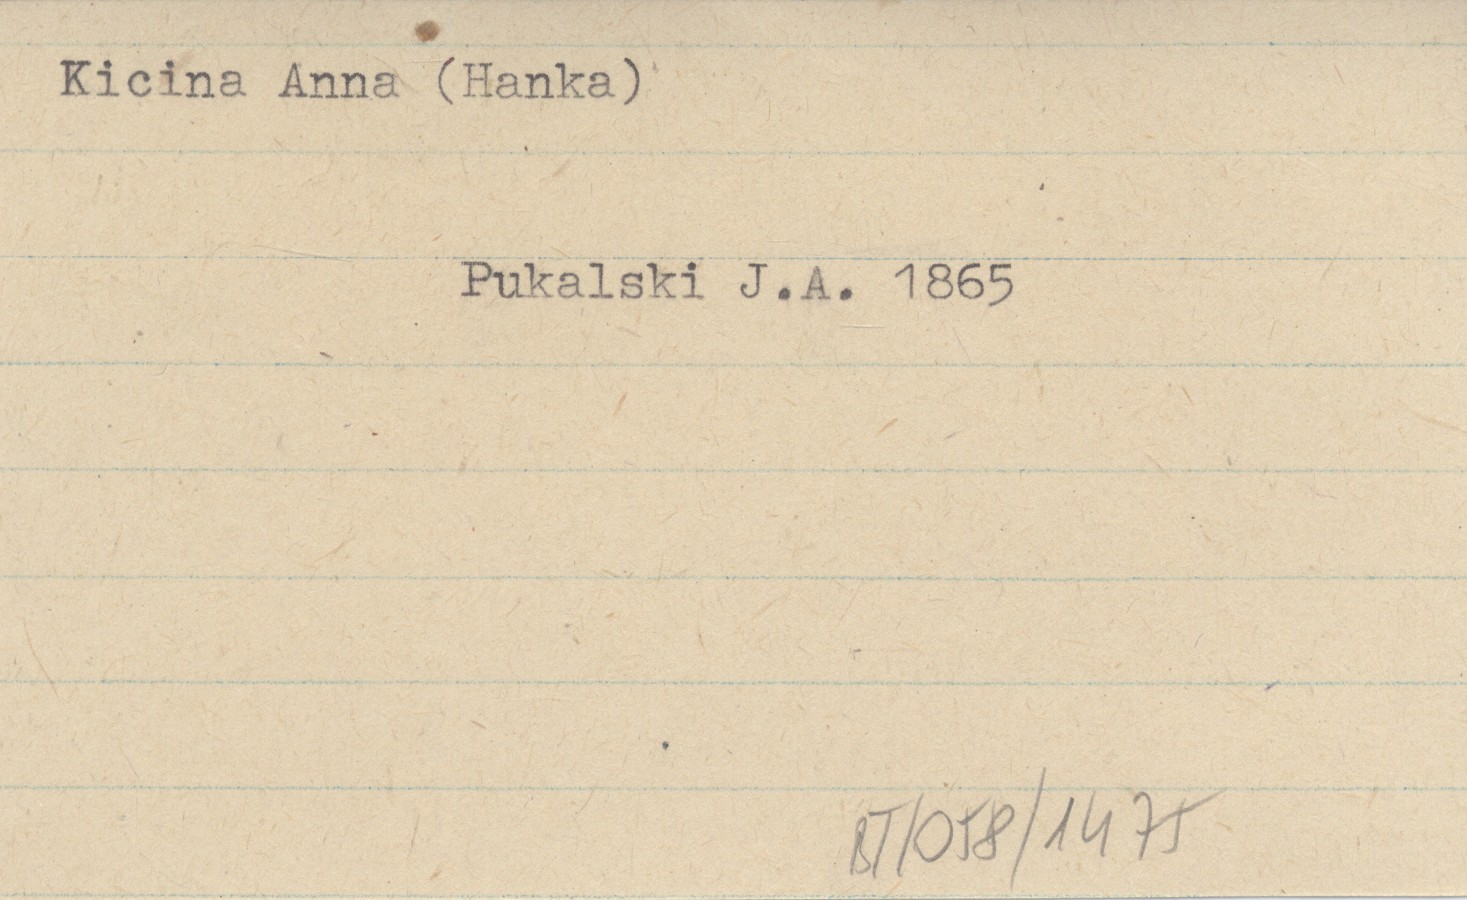 Kicina Anna (Hanka)
Pukalski J.A. 1865
BT/058/1475